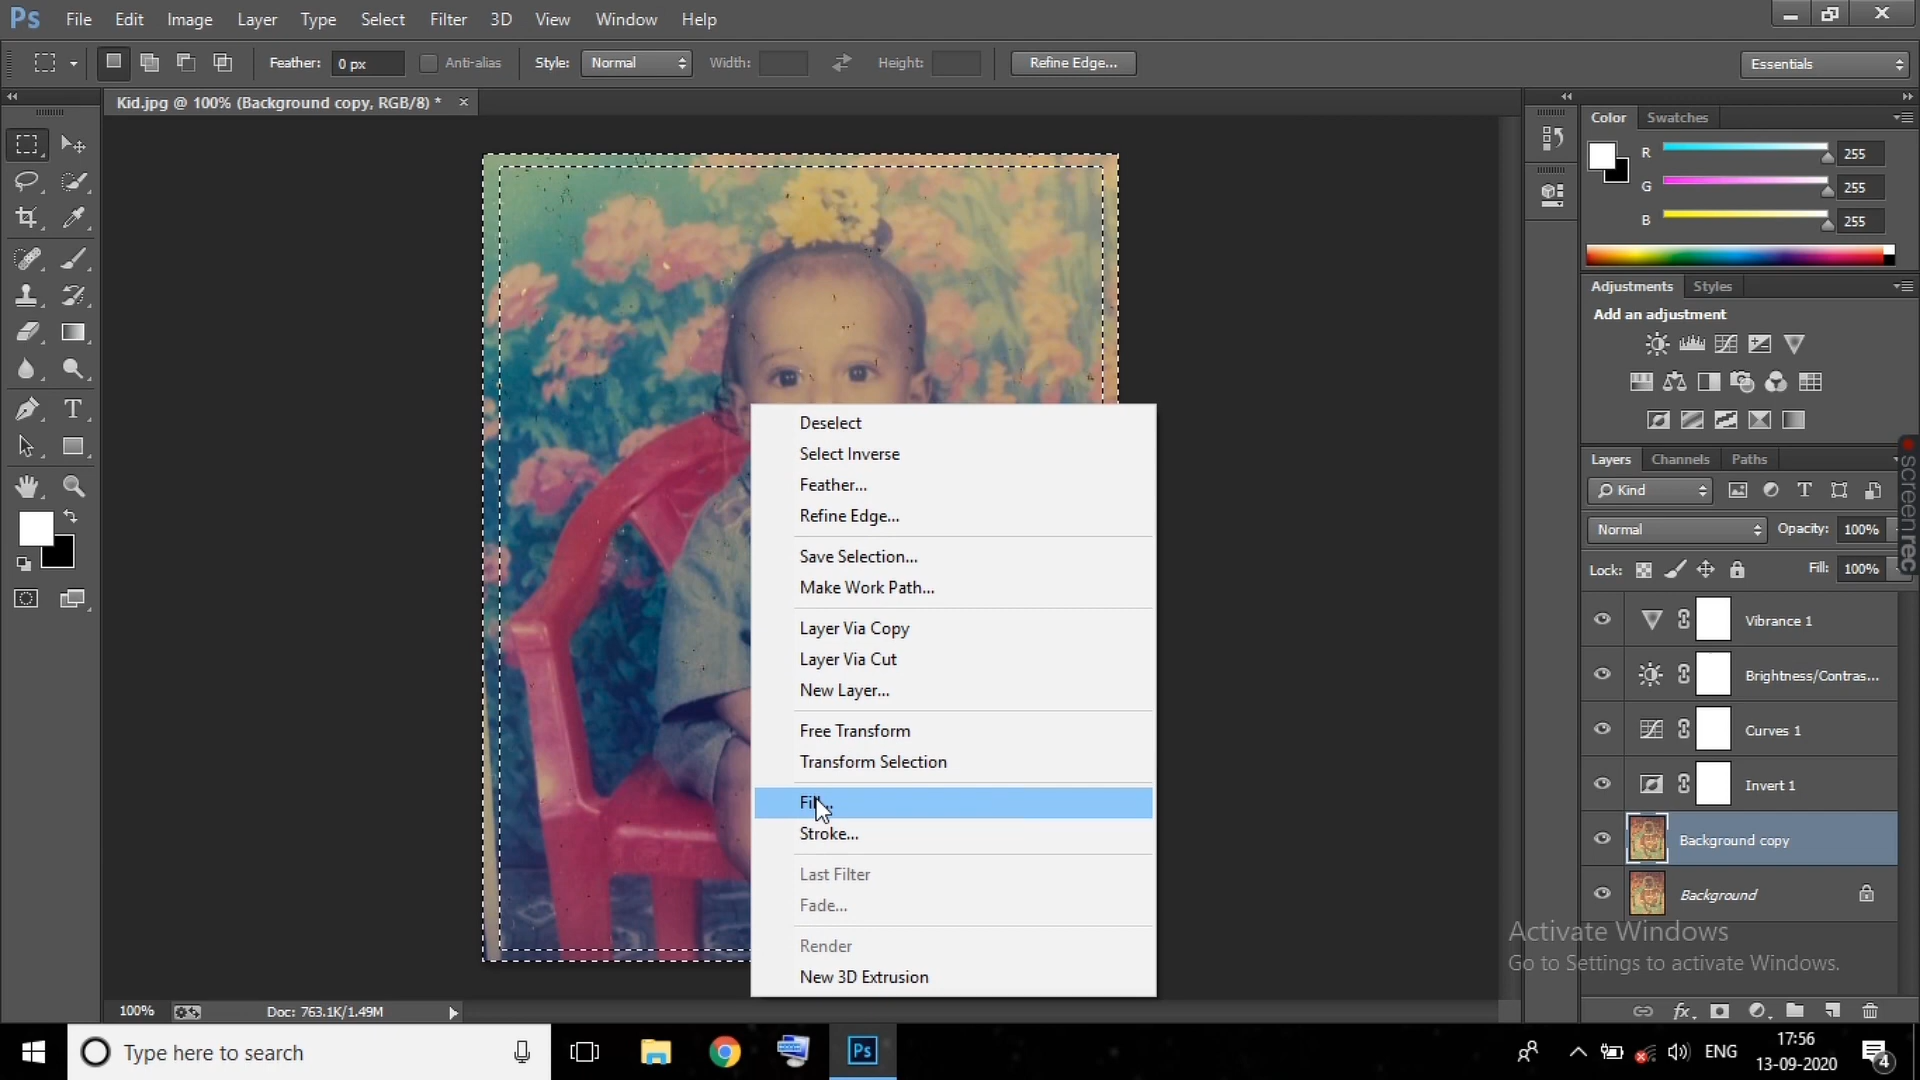 Ps File Edit Image Layer Type Select Filter 3D View Window Help
Feather: 0 px Anti-alias Style: Normal Width: Height: Refine Edge... Essentials
Kid.jpg @ 100% (Background copy, RGB/8) *
Color Swatches
R 255
G 255
B 255
Adjustments Styles
Add an adjustment
Deselect
Select Inverse
Feather...
Refine Edge...
Save Selection...
Make Work Path...
Layer Via Copy
Layer Via Cut
New Layer...
Free Transform
Transform Selection
Fill...
Stroke...
Last Filter
Fade...
Render
New 3D Extrusion
Layers Channels Paths
Kind
Normal Opacity: 100%
Lock: Fill: 100%
Vibrance 1
Brightness/Contras...
Curves 1
Invert 1
Background copy
Background
screenrec
Activate Windows
Go to Settings to activate Windows.
100% Doc: 763.1K/1.49M
Type here to search
Ps
ENG
17:56
13-09-2020
4